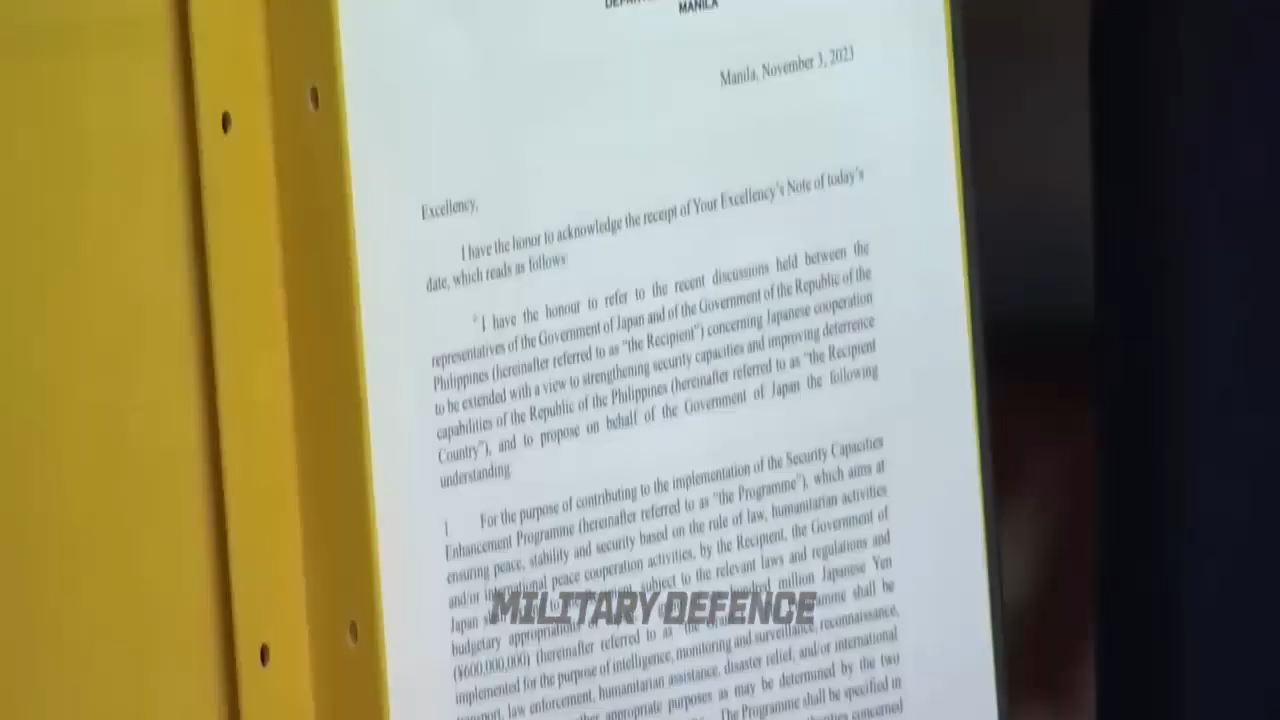 MANILA
Manila, November 3, 2023
Excellency,
I have the honor to acknowledge the receipt of Your Excellency's Note of today's
date, which reads as follows
"I have the honour to refer to the recent discussions held between the
representatives of the Government of Japan and of the Government of the Republic of the
Philippines (hereinafter referred to as "the Recipient") concerning Japanese cooperation
to be extended with a view to strengthening security capacities and improving deterrence
capabilities of the Republic of the Philippines (hereinafter referred to as "the Recipient
Country"), and to propose on behalf of the Government of Japan the following
understanding
1 For the purpose of contributing to the implementation of the Security Capacities
Enhancement Programme (hereinafter referred to as "the Programme"), which aims at
ensuring peace, stability and security based on the rule of law, humanitarian activities
and/or international peace cooperation activities, by the Recipient, the Government of
Japan subject to the relevant laws and regulations and
budgetary hundred million Japanese Yen
(¥600,000,000) (hereinafter referred to as shall be
implemented for the purpose of intelligence, monitoring and surveillance, reconnaissance,
transport, law enforcement, humanitarian assistance, disaster relief, and/or international
other appropriate purposes as may be determined by the two
The Programme shall be specified in
concerned
MILITARY DEFENCE